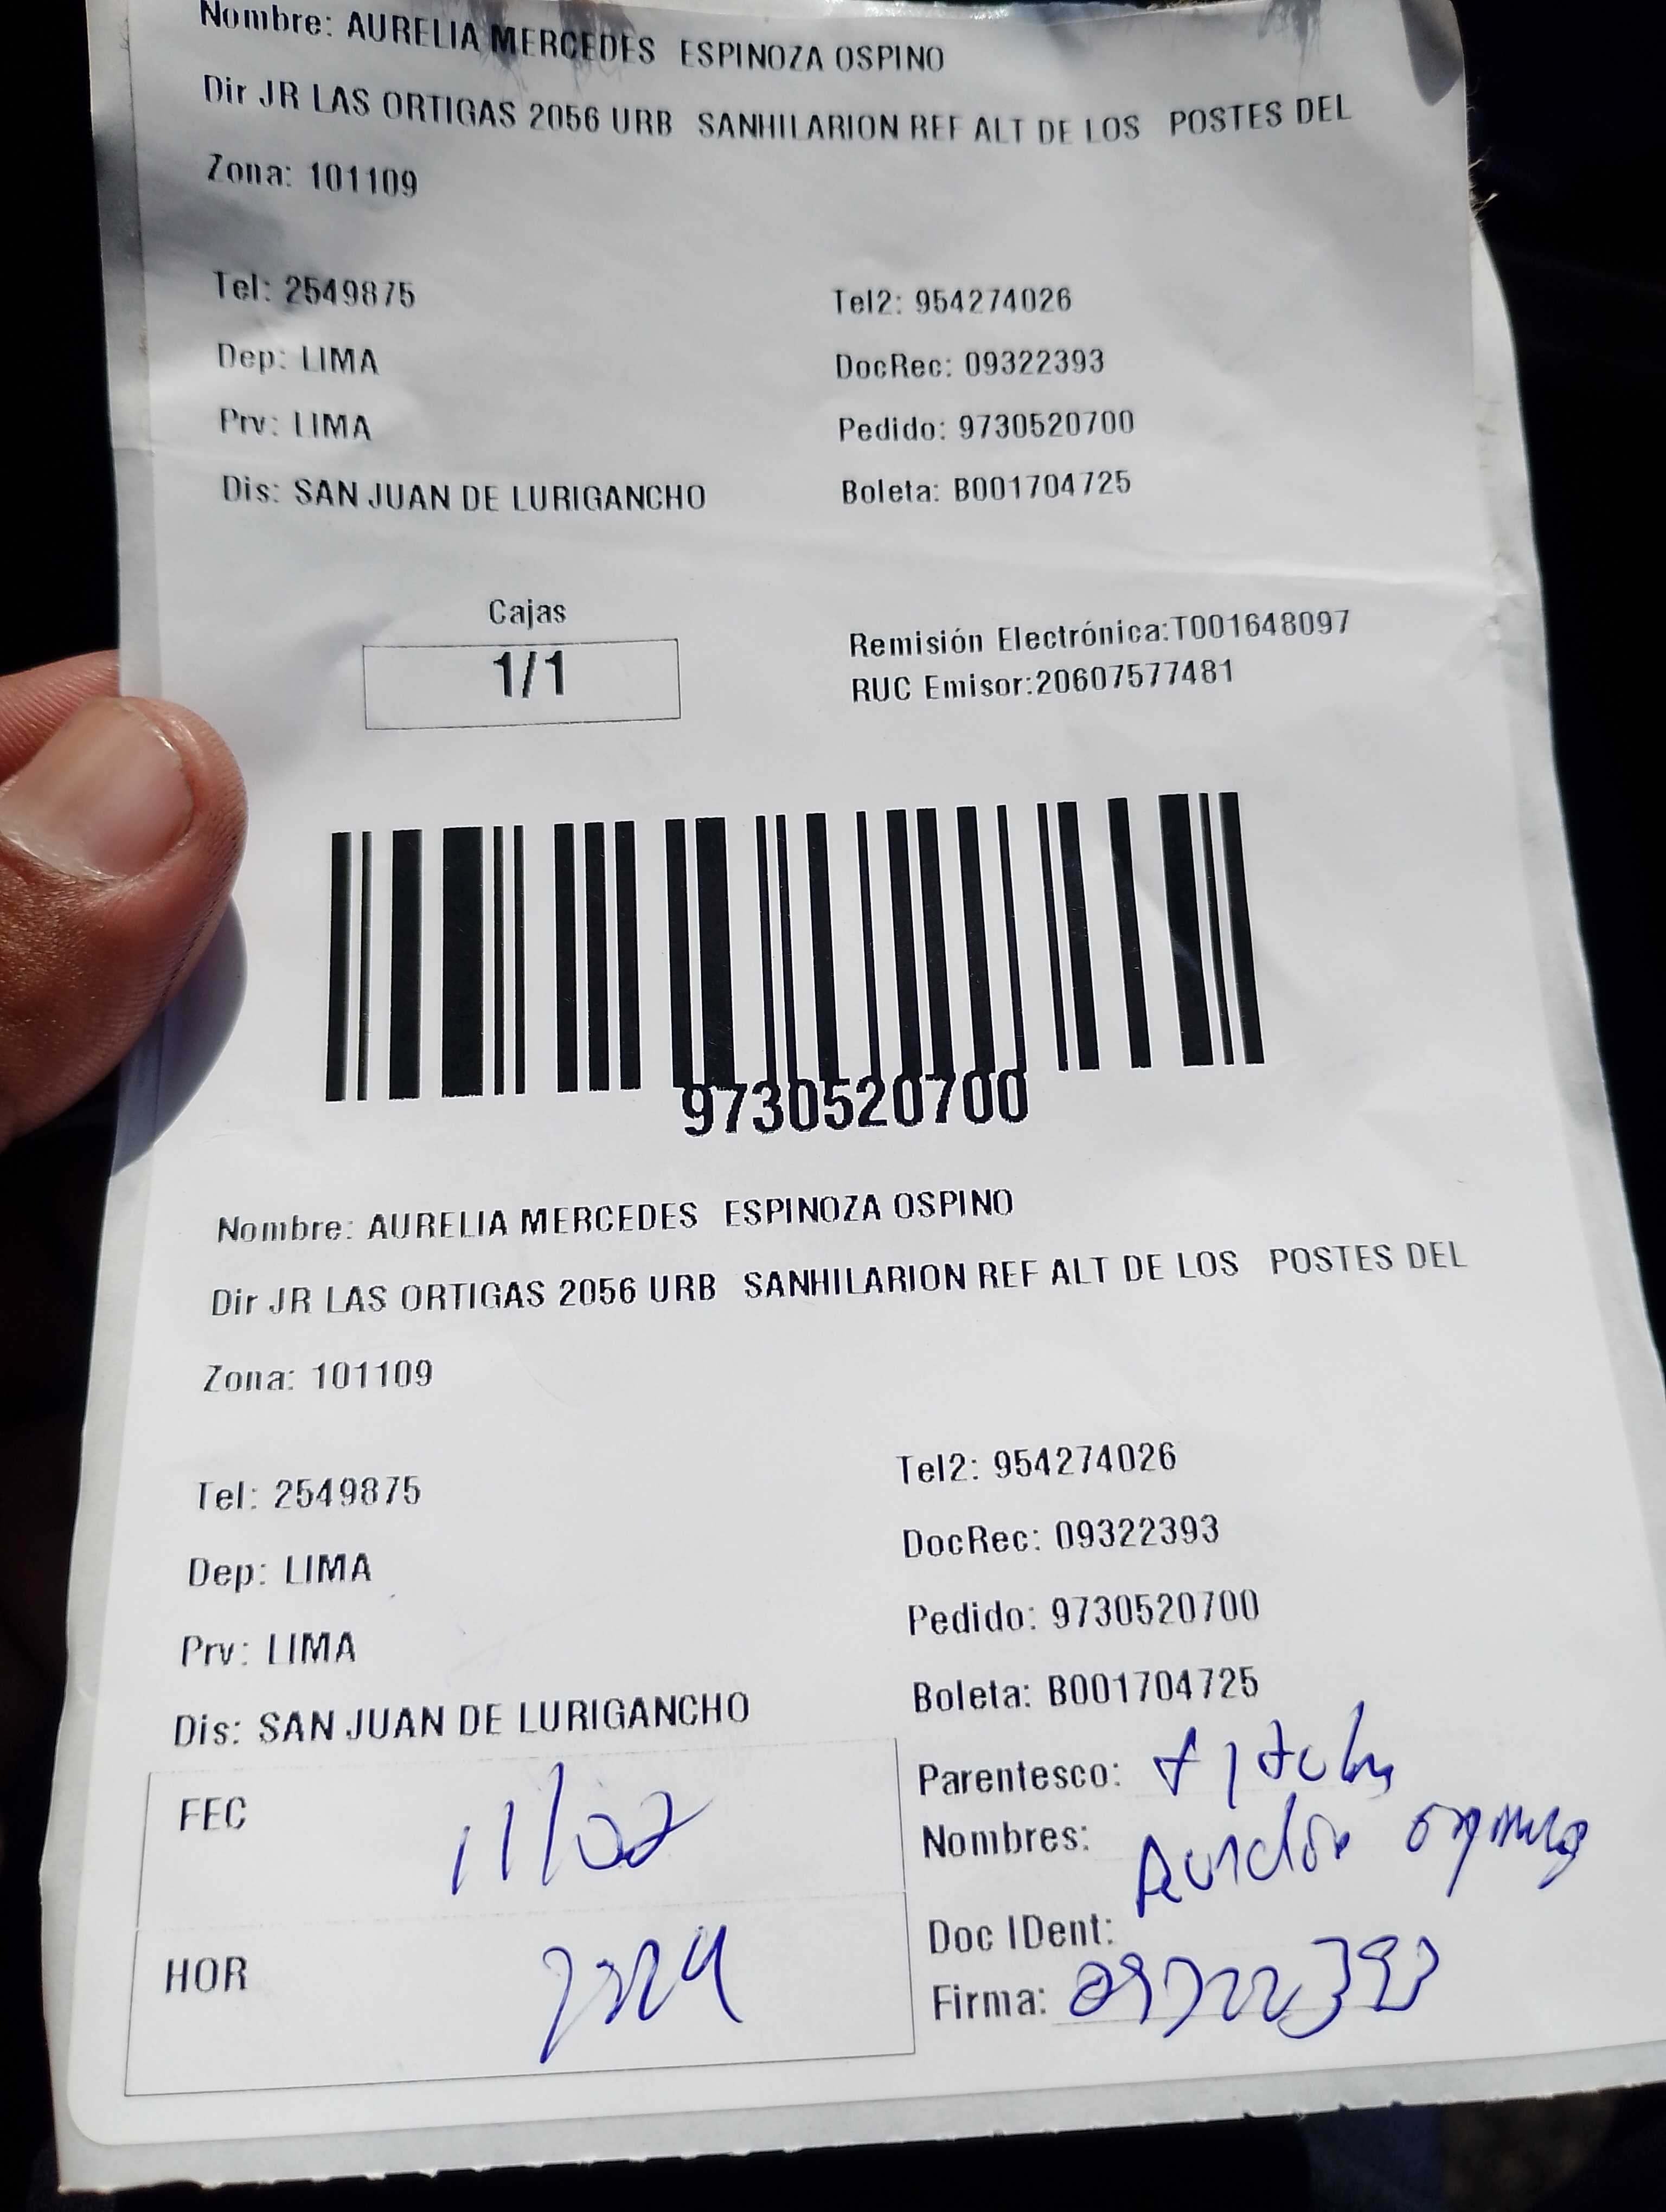 Nombre: AURELIA MERCEDES ESPINOZA OSPINO
Dir JR LAS ORTIGAS 2056 URB SANHILARION REF ALT DE LOS POSTES DEL
Zona: 101109
Tel: 2549875 Tel2: 954274026
Dep: LIMA DocRec: 09322393
Prv: LIMA Pedido: 9730520700
Dis: SAN JUAN DE LURIGANCHO Boleta: B001704725
Cajas
1/1
Remisión Electrónica:T001648097
RUC Emisor:20607577481
9730520700
Nombre: AURELIA MERCEDES ESPINOZA OSPINO
Dir JR LAS ORTIGAS 2056 URB SANHILARION REF ALT DE LOS POSTES DEL
Zona: 101109
Tel: 2549875 Tel2: 954274026
Dep: LIMA DocRec: 09322393
Prv: LIMA Pedido: 9730520700
Dis: SAN JUAN DE LURIGANCHO Boleta: B001704725
FEC 11/02
Parentesco:
Nombres:
HOR
Doc IDent:
Firma: 09322393